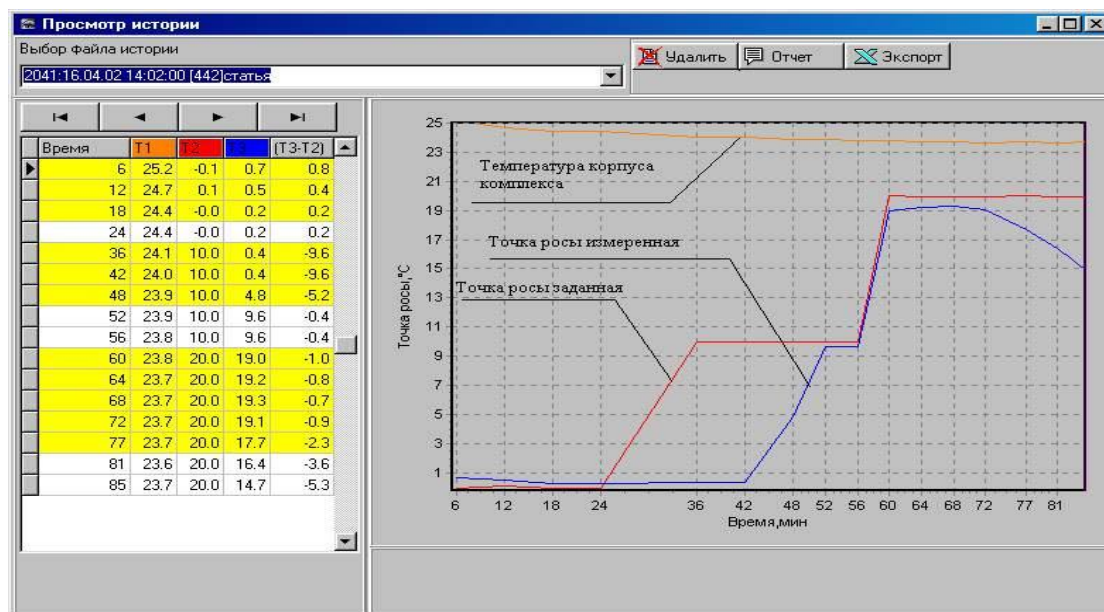 Просмотр истории
Выбор файла истории
2041:16.04.02 14:02:00 [442]статья
Удалить Отчет Экспорт
Время T1 T2 T3 (T3-T2)
6 25.2 -0.1 0.7 0.8
12 24.7 0.1 0.5 0.4
18 24.4 -0.0 0.2 0.2
24 24.4 -0.0 0.2 0.2
36 24.1 10.0 0.4 -9.6
42 24.0 10.0 0.4 -9.6
48 23.9 10.0 4.8 -5.2
52 23.9 10.0 9.6 -0.4
56 23.8 10.0 9.6 -0.4
60 23.8 20.0 19.0 -1.0
64 23.7 20.0 19.2 -0.8
68 23.7 20.0 19.3 -0.7
72 23.7 20.0 19.1 -0.9
77 23.7 20.0 17.7 -2.3
81 23.6 20.0 16.4 -3.6
85 23.7 20.0 14.7 -5.3
Точка росы,°C
25
23
21
19
17
15
13
11
9
7
5
3
1
Температура корпуса
комплекса
Точка росы измеренная
Точка росы заданная
6 12 18 24 36 42 48 52 56 60 64 68 72 77 81
Время,мин